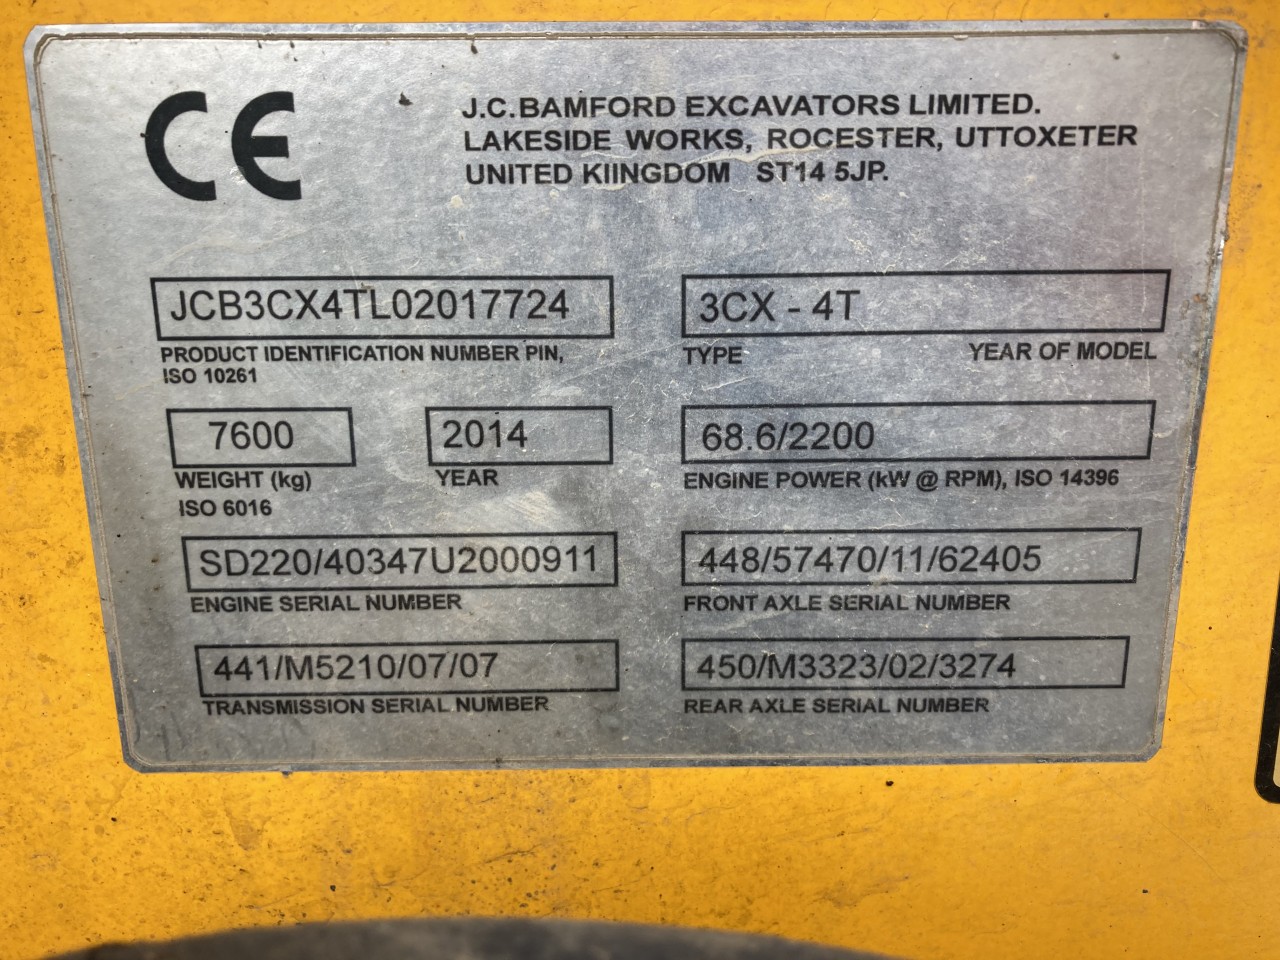 CE
J.C.BAMFORD EXCAVATORS LIMITED.
LAKESIDE WORKS, ROCESTER, UTTOXETER
UNITED KIINGDOM ST14 5JP.
JCB3CX4TL02017724
3CX - 4T
PRODUCT IDENTIFICATION NUMBER PIN,
ISO 10261
TYPE YEAR OF MODEL
7600
2014
68.6/2200
WEIGHT (kg)
ISO 6016
YEAR
ENGINE POWER (kW @ RPM), ISO 14396
SD220/40347U2000911
448/57470/11/62405
ENGINE SERIAL NUMBER
FRONT AXLE SERIAL NUMBER
441/M5210/07/07
450/M3323/02/3274
TRANSMISSION SERIAL NUMBER
REAR AXLE SERIAL NUMBER